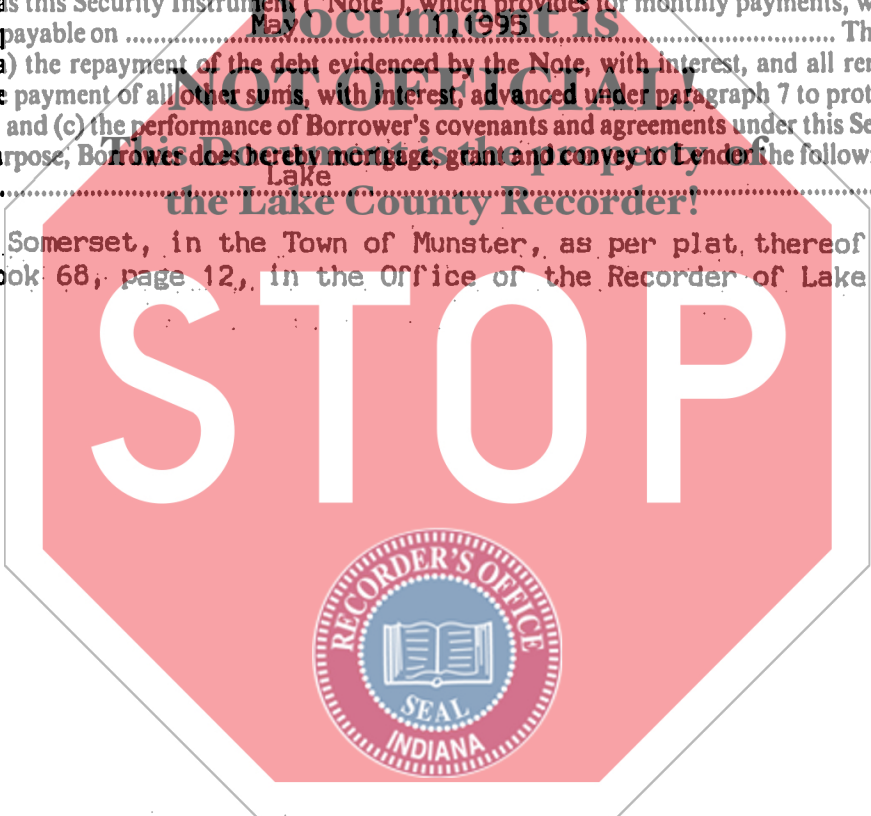 as this Security Instrument ("Note"), which provides for monthly payments, w
payable on May 1, 1995 Th
Document is
a) the repayment of the debt evidenced by the Note, with interest, and all ren
NOT OFFICIAL!
e payment of all other sums, with interest, advanced under paragraph 7 to prot
and (c) the performance of Borrower's covenants and agreements under this Se
This Document is the property of
urpose, Borrower does hereby mortgage, grant and convey to Lender the follow
Lake
the Lake County Recorder!
Somerset, in the Town of Munster, as per plat thereof
ook 68, page 12, in the Office of the Recorder of Lake
STOP
RECORDER'S OFFICE
SEAL
INDIANA